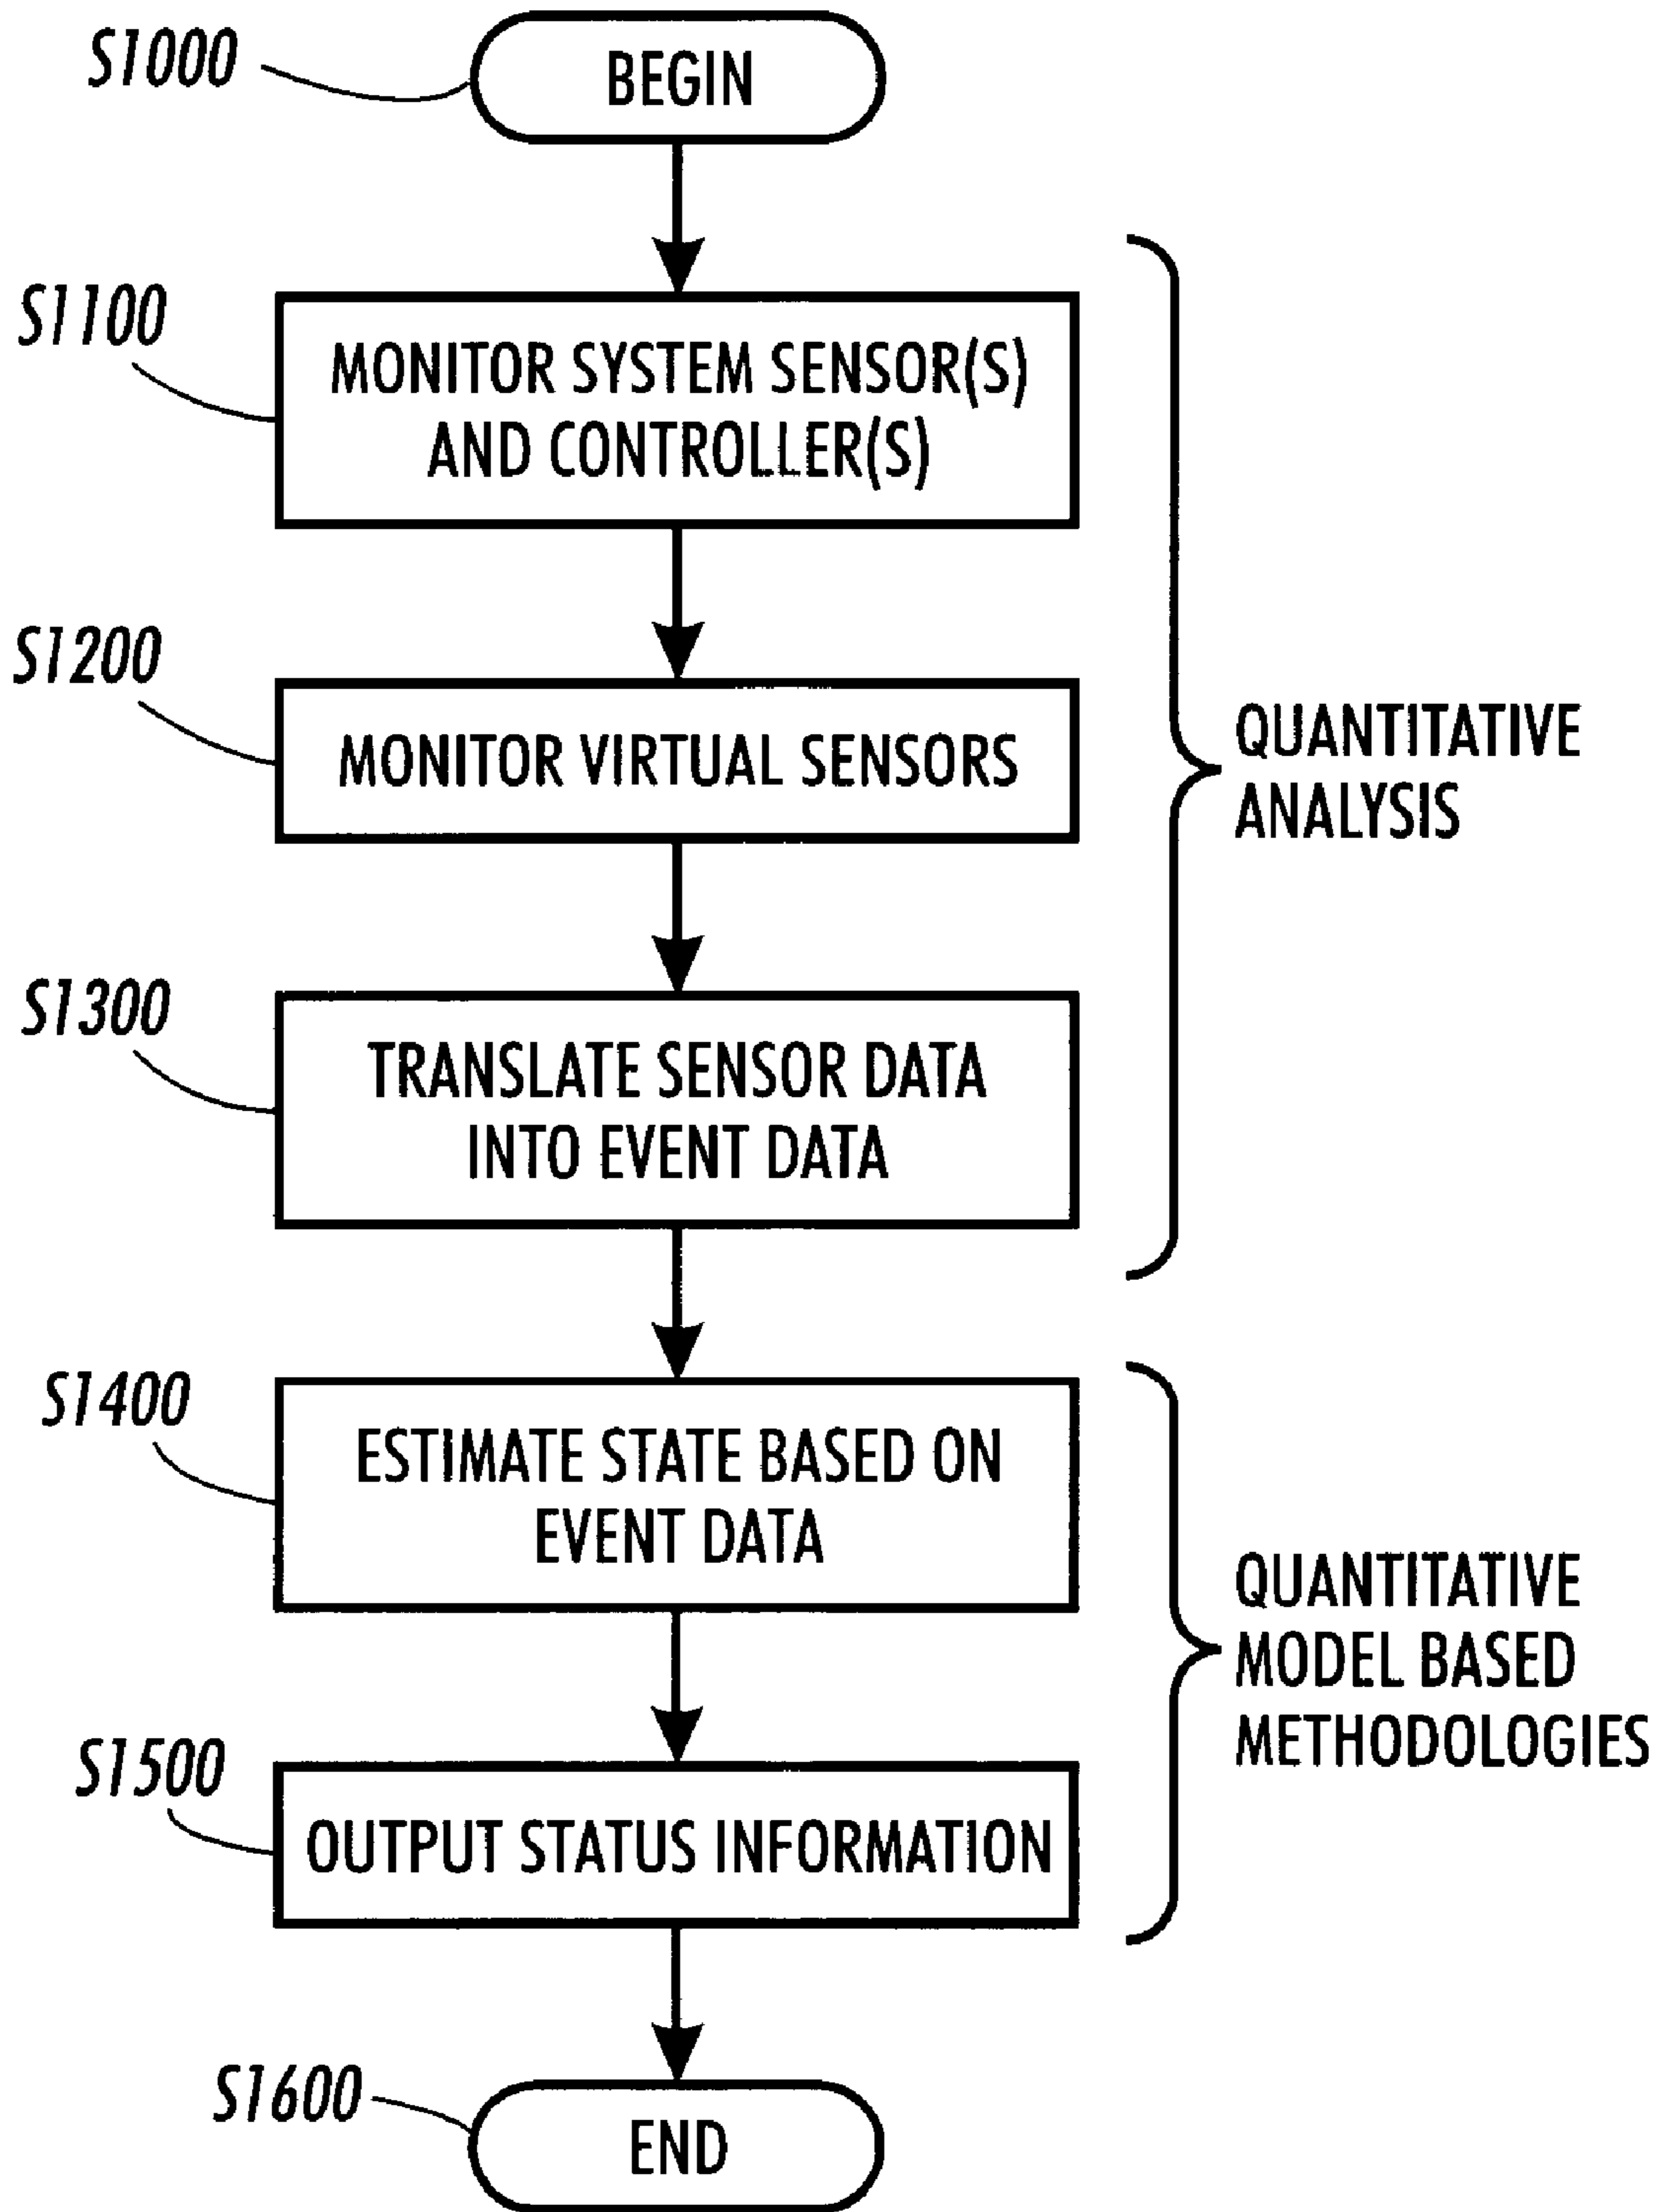 S1000
BEGIN
S1100
MONITOR SYSTEM SENSOR(S)
AND CONTROLLER(S)
S1200
MONITOR VIRTUAL SENSORS
QUANTITATIVE
ANALYSIS
S1300
TRANSLATE SENSOR DATA
INTO EVENT DATA
S1400
ESTIMATE STATE BASED ON
EVENT DATA
QUANTITATIVE
MODEL BASED
METHODOLOGIES
S1500
OUTPUT STATUS INFORMATION
S1600
END